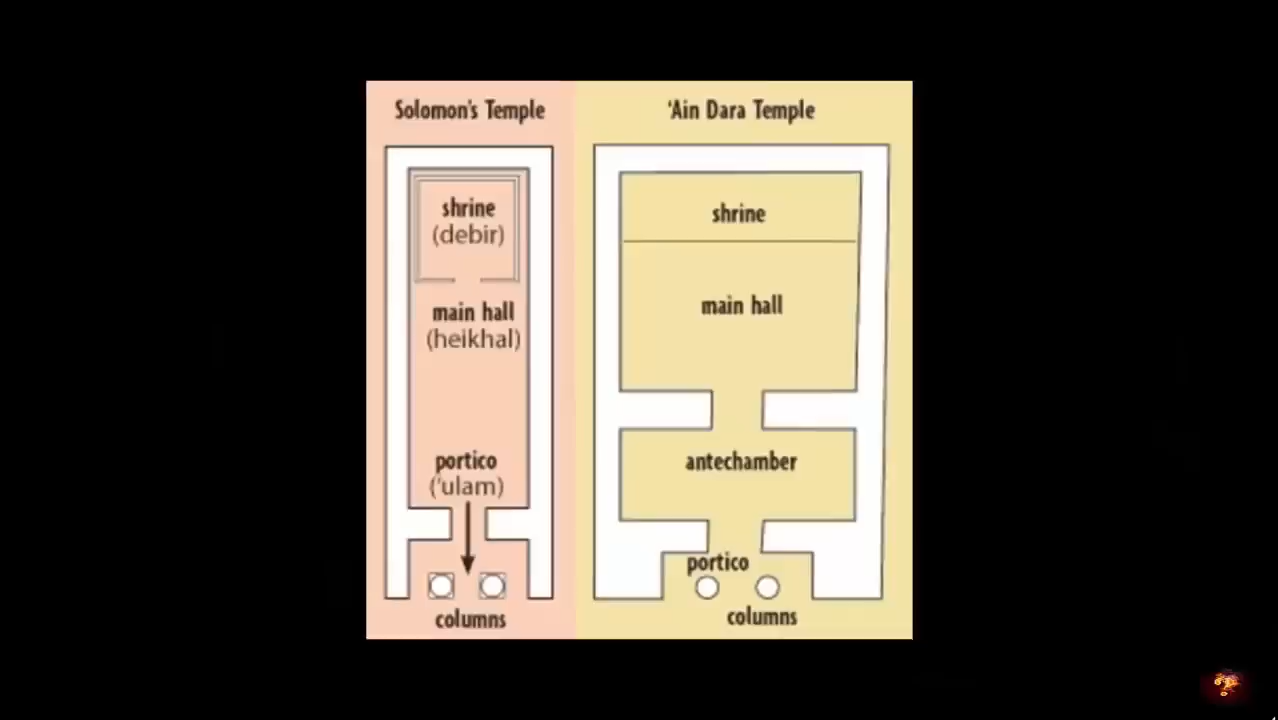 Solomon's Temple
shrine
(debir)
main hall
(heikhal)
portico
('ulam)
columns
'Ain Dara Temple
shrine
main hall
antechamber
portico
columns